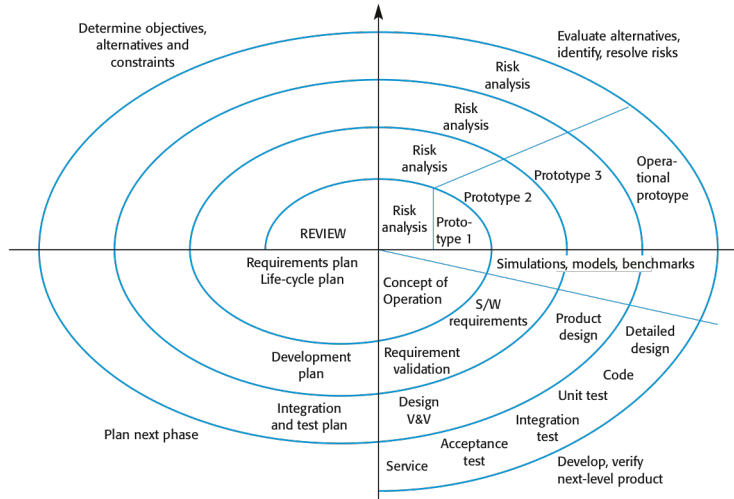 Determine objectives,
alternatives and
constraints
Evaluate alternatives,
identify, resolve risks
Risk
analysis
Risk
analysis
Risk
analysis
Risk
analysis
Proto-
type 1
Prototype 2
Prototype 3
Opera-
tional
protoype
REVIEW
Requirements plan
Life-cycle plan
Simulations, models, benchmarks
Concept of
Operation
S/W
requirements
Product
design
Detailed
design
Development
plan
Requirement
validation
Code
Unit test
Integration
and test plan
Design
V&V
Integration
test
Plan next phase
Acceptance
test
Service
Develop, verify
next-level product